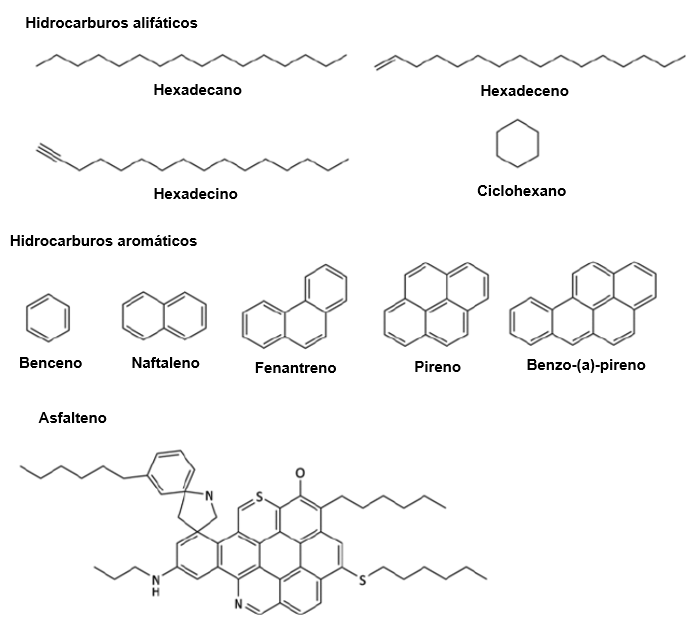 Hidrocarburos alifáticos
Hexadecano
Hexadeceno
Hexadecino
Ciclohexano
Hidrocarburos aromáticos
Benceno
Naftaleno
Fenantreno
Pireno
Benzo-(a)-pireno
Asfalteno
O
N
S
N
H
S
N